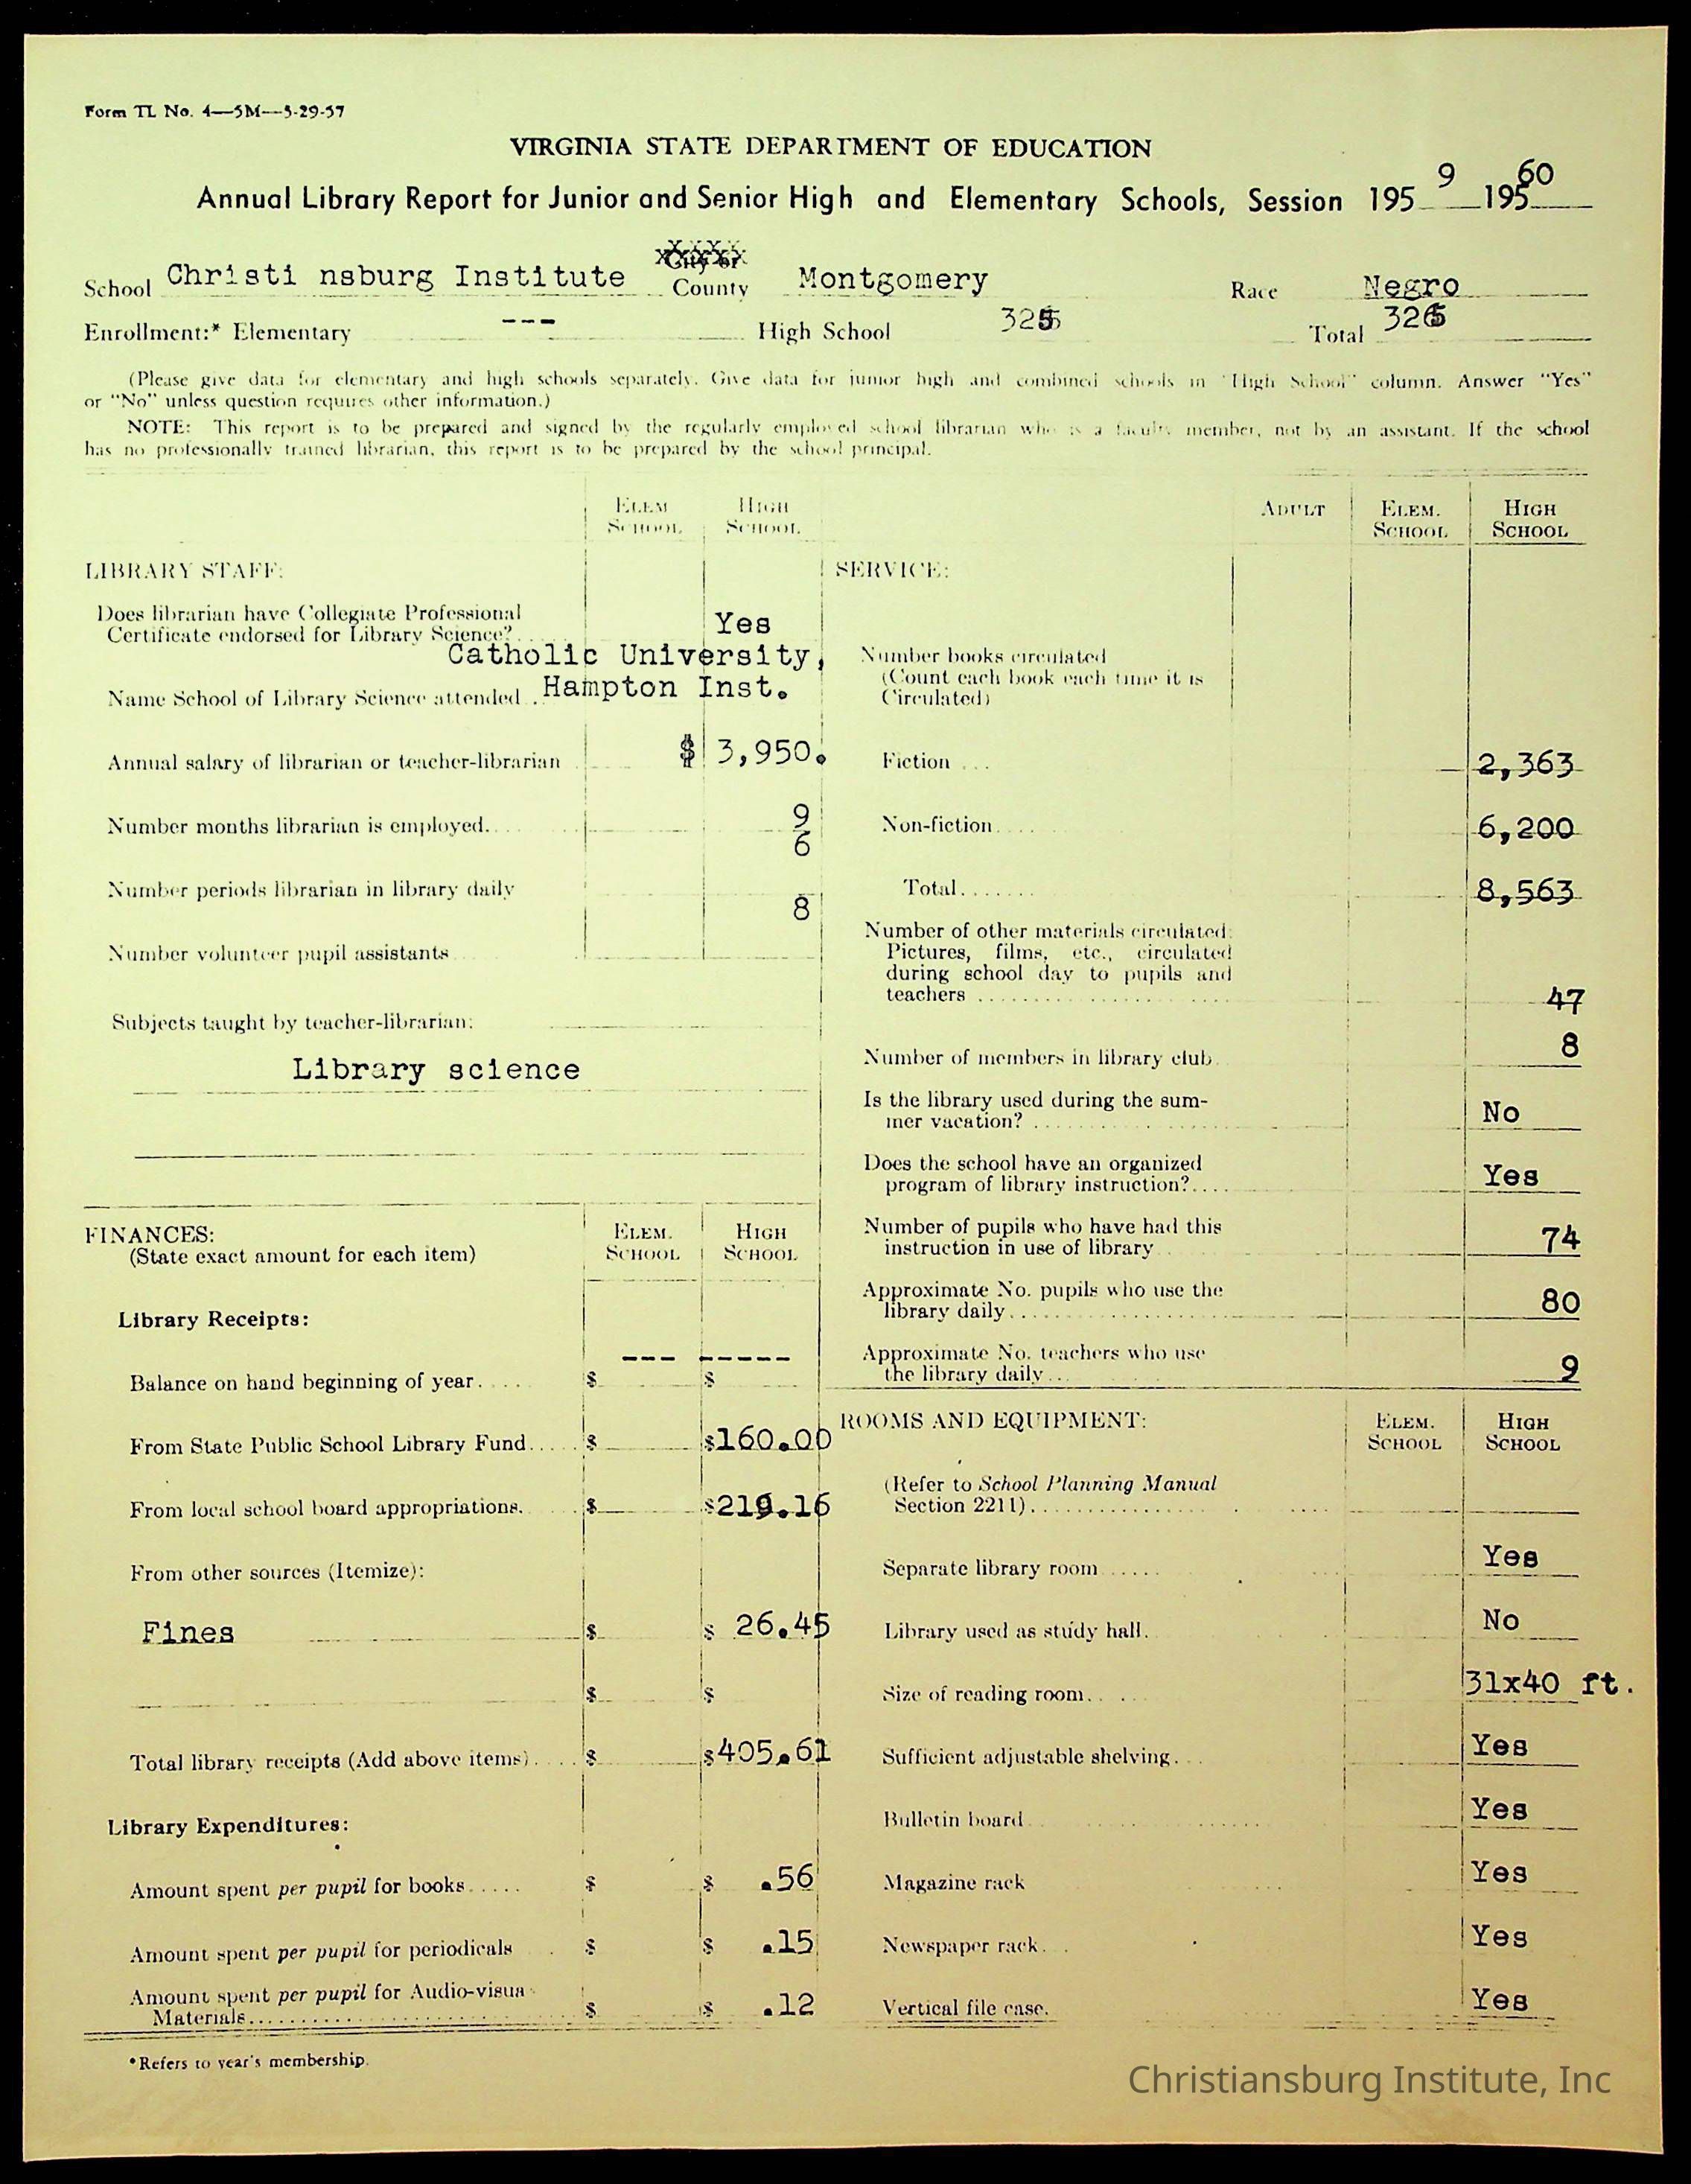 Form TL No. 4—5M—5-29-57
VIRGINIA STATE DEPARTMENT OF EDUCATION
Annual Library Report for Junior and Senior High and Elementary Schools, Session 195 9 195 60
School Christi nsburg Institute City or County Montgomery Race Negro
Enrollment:* Elementary --- High School 325 Total 326
(Please give data for elementary and high schools separately. Give data for junior high and combined schools in "High School" column. Answer "Yes"
or "No" unless question requires other information.)
NOTE: This report is to be prepared and signed by the regularly employed school librarian who is a faculty member, not by an assistant. If the school
has no professionally trained librarian, this report is to be prepared by the school principal.
ELEM SCHOOL HIGH SCHOOL
LIBRARY STAFF:
Does librarian have Collegiate Professional
Certificate endorsed for Library Science? Yes
Catholic University,
Name School of Library Science attended Hampton Inst.
Annual salary of librarian or teacher-librarian $ 3,950.
Number months librarian is employed 9
6
Number periods librarian in library daily
8
Number volunteer pupil assistants
Subjects taught by teacher-librarian:
Library science
FINANCES: ELEM. SCHOOL HIGH SCHOOL
(State exact amount for each item)
Library Receipts:
--- -----
Balance on hand beginning of year $ $
From State Public School Library Fund $ $160.00
From local school board appropriations $ $219.16
From other sources (Itemize):
Fines $ $ 26.45
$ $
Total library receipts (Add above items) $ $405.61
Library Expenditures:
Amount spent per pupil for books $ $ .56
Amount spent per pupil for periodicals $ $ .15
Amount spent per pupil for Audio-visua
Materials $ $ .12
*Refers to year's membership.
ADULT ELEM. SCHOOL HIGH SCHOOL
SERVICE:
Number books circulated
(Count each book each time it is
Circulated)
Fiction 2,363
Non-fiction 6,200
Total 8,563
Number of other materials circulated:
Pictures, films, etc., circulated
during school day to pupils and
teachers 47
Number of members in library club 8
Is the library used during the sum-
mer vacation? No
Does the school have an organized
program of library instruction? Yes
Number of pupils who have had this
instruction in use of library 74
Approximate No. pupils who use the
library daily 80
Approximate No. teachers who use
the library daily 9
ROOMS AND EQUIPMENT: ELEM. SCHOOL HIGH SCHOOL
(Refer to School Planning Manual
Section 2211)
Separate library room Yes
Library used as study hall No
Size of reading room 31x40 ft.
Sufficient adjustable shelving Yes
Bulletin board Yes
Magazine rack Yes
Newspaper rack Yes
Vertical file case. Yes
Christiansburg Institute, Inc